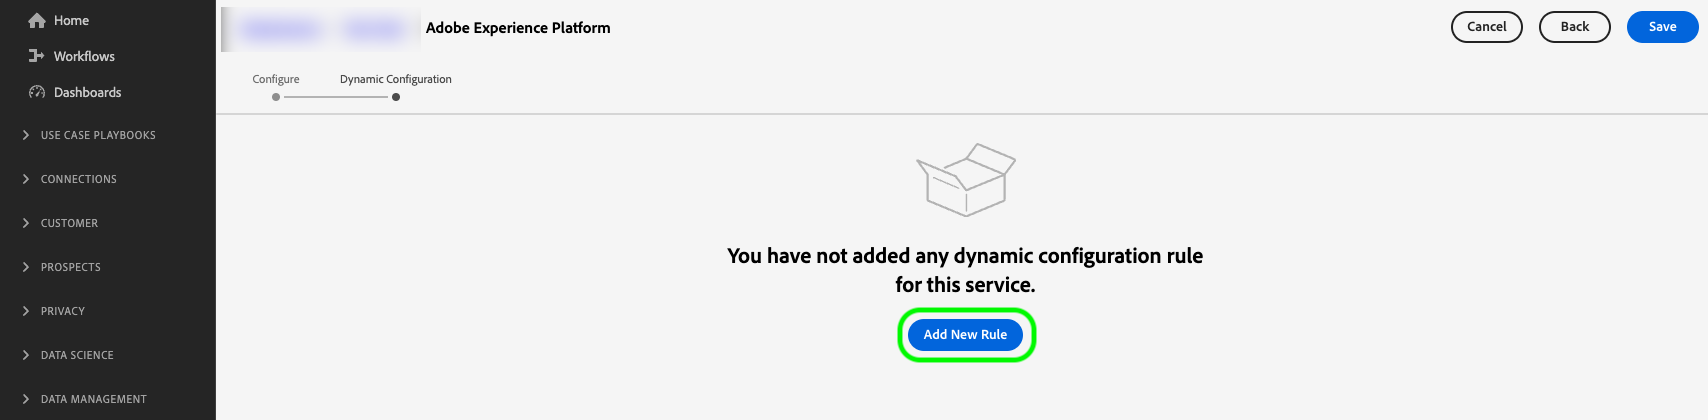 Home
Workflows
Dashboards
USE CASE PLAYBOOKS
CONNECTIONS
CUSTOMER
PROSPECTS
PRIVACY
DATA SCIENCE
DATA MANAGEMENT
Adobe Experience Platform
Cancel
Back
Save
Configure
Dynamic Configuration
You have not added any dynamic configuration rule
for this service.
Add New Rule